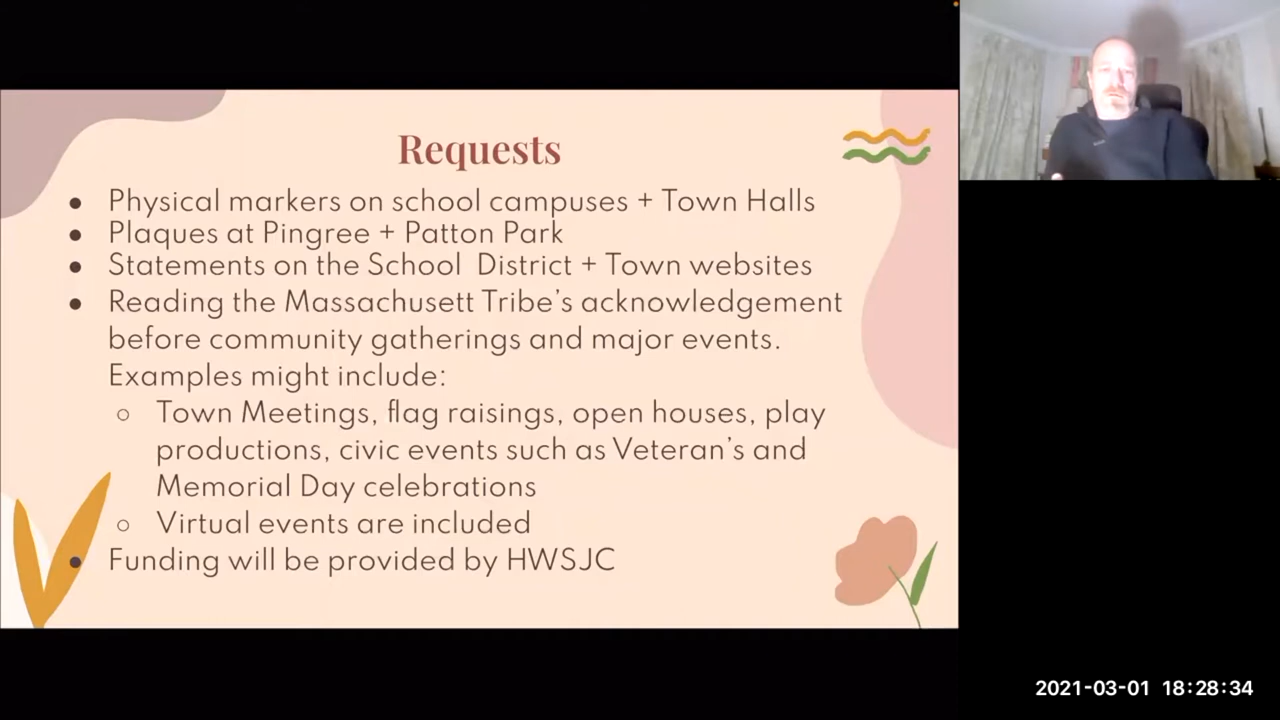 Requests
● Physical markers on school campuses + Town Halls
● Plaques at Pingree + Patton Park
● Statements on the School District + Town websites
● Reading the Massachusett Tribe's acknowledgement
before community gatherings and major events.
Examples might include:
○ Town Meetings, flag raisings, open houses, play
productions, civic events such as Veteran's and
Memorial Day celebrations
○ Virtual events are included
● Funding will be provided by HWSJC
2021-03-01 18:28:34